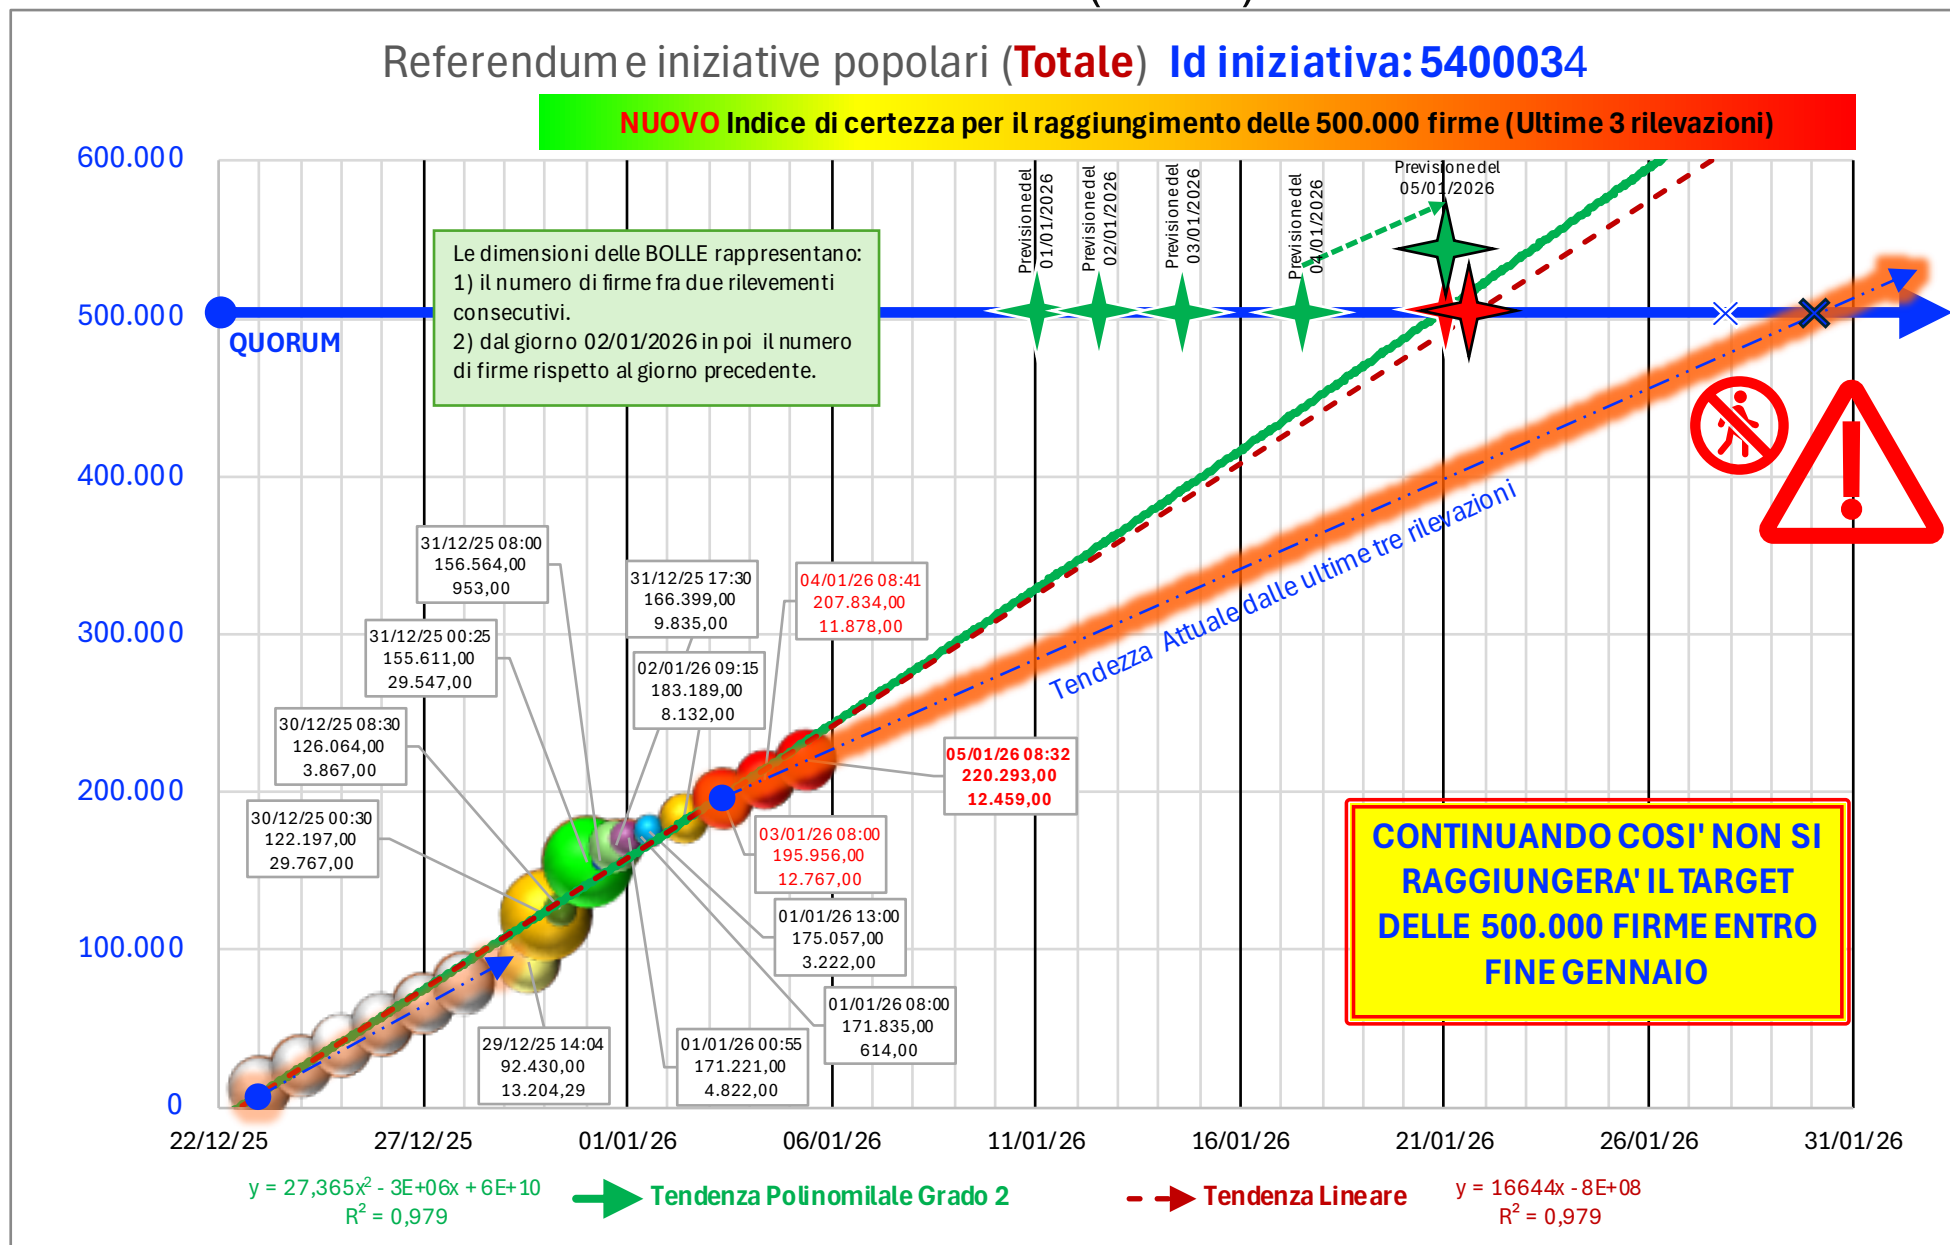 Referendum e iniziative popolari (Totale) Id iniziativa: 5400034
NUOVO Indice di certezza per il raggiungimento delle 500.000 firme (Ultime 3 rilevazioni)
600.000
500.000
400.000
300.000
200.000
100.000
0
QUORUM
Le dimensioni delle BOLLE rappresentano:
1) il numero di firme fra due rilevementi
consecutivi.
2) dal giorno 02/01/2026 in poi il numero
di firme rispetto al giorno precedente.
Previsione del
01/01/2026
Previsione del
02/01/2026
Previsione del
03/01/2026
Previsione del
04/01/2026
Previsione del
05/01/2026
31/12/25 08:00
156.564,00
953,00
31/12/25 17:30
166.399,00
9.835,00
04/01/26 08:41
207.834,00
11.878,00
31/12/25 00:25
155.611,00
29.547,00
02/01/26 09:15
183.189,00
8.132,00
30/12/25 08:30
126.064,00
3.867,00
05/01/26 08:32
220.293,00
12.459,00
30/12/25 00:30
122.197,00
29.767,00
03/01/26 08:00
195.956,00
12.767,00
01/01/26 13:00
175.057,00
3.222,00
01/01/26 08:00
171.835,00
614,00
29/12/25 14:04
92.430,00
13.204,29
01/01/26 00:55
171.221,00
4.822,00
Tendezza Attuale dalle ultime tre rilevazioni
CONTINUANDO COSI' NON SI
RAGGIUNGERA' IL TARGET
DELLE 500.000 FIRME ENTRO
FINE GENNAIO
22/12/25
27/12/25
01/01/26
06/01/26
11/01/26
16/01/26
21/01/26
26/01/26
31/01/26
y = 27,365x² - 3E+06x + 6E+10
R² = 0,979
Tendenza Polinomilale Grado 2
Tendenza Lineare
y = 16644x - 8E+08
R² = 0,979